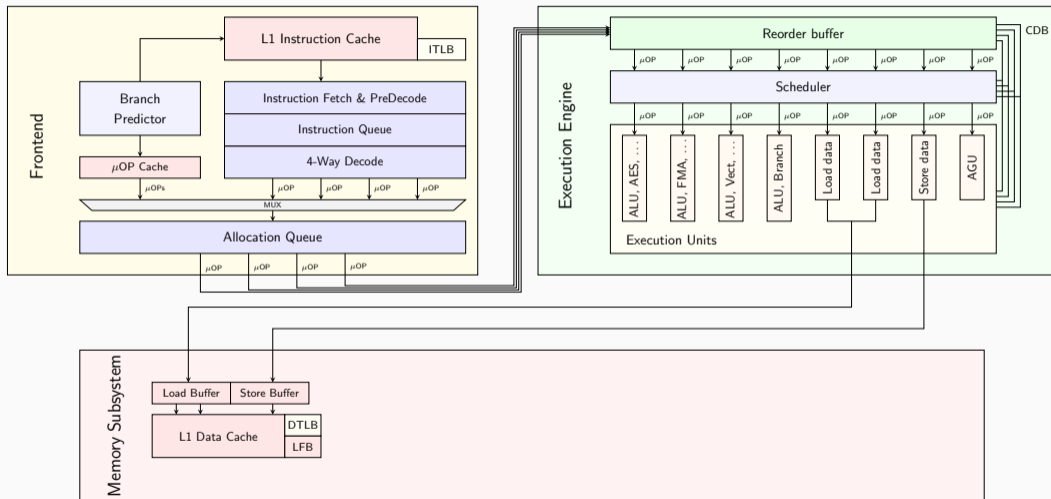 Frontend
L1 Instruction Cache
ITLB
Branch
Predictor
Instruction Fetch & PreDecode
Instruction Queue
μOP Cache
4-Way Decode
μOPs
μOP
μOP
μOP
μOP
MUX
Allocation Queue
μOP
μOP
μOP
μOP
Execution Engine
Reorder buffer
CDB
μOP
μOP
μOP
μOP
μOP
μOP
μOP
μOP
Scheduler
μOP
μOP
μOP
μOP
μOP
μOP
μOP
μOP
ALU, AES, ...
ALU, FMA, ...
ALU, Vect, ...
ALU, Branch
Load data
Load data
Store data
AGU
Execution Units
Memory Subsystem
Load Buffer
Store Buffer
L1 Data Cache
DTLB
LFB